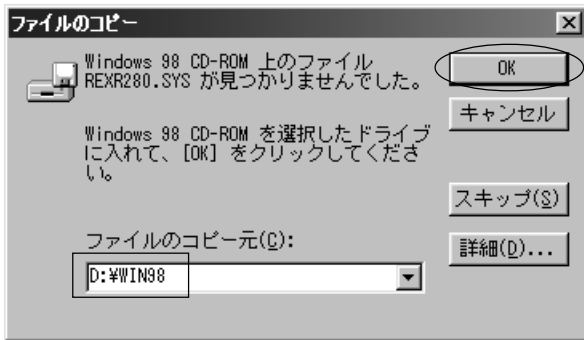 ファイルのコピー
Windows 98 CD-ROM 上のファイル
REXR280.SYS が見つかりませんでした。
Windows 98 CD-ROM を選択したドライブ
に入れて、[OK] をクリックしてくださ
い。
ファイルのコピー元(C):
D:¥WIN98
OK
キャンセル
スキップ(S)
詳細(D)...